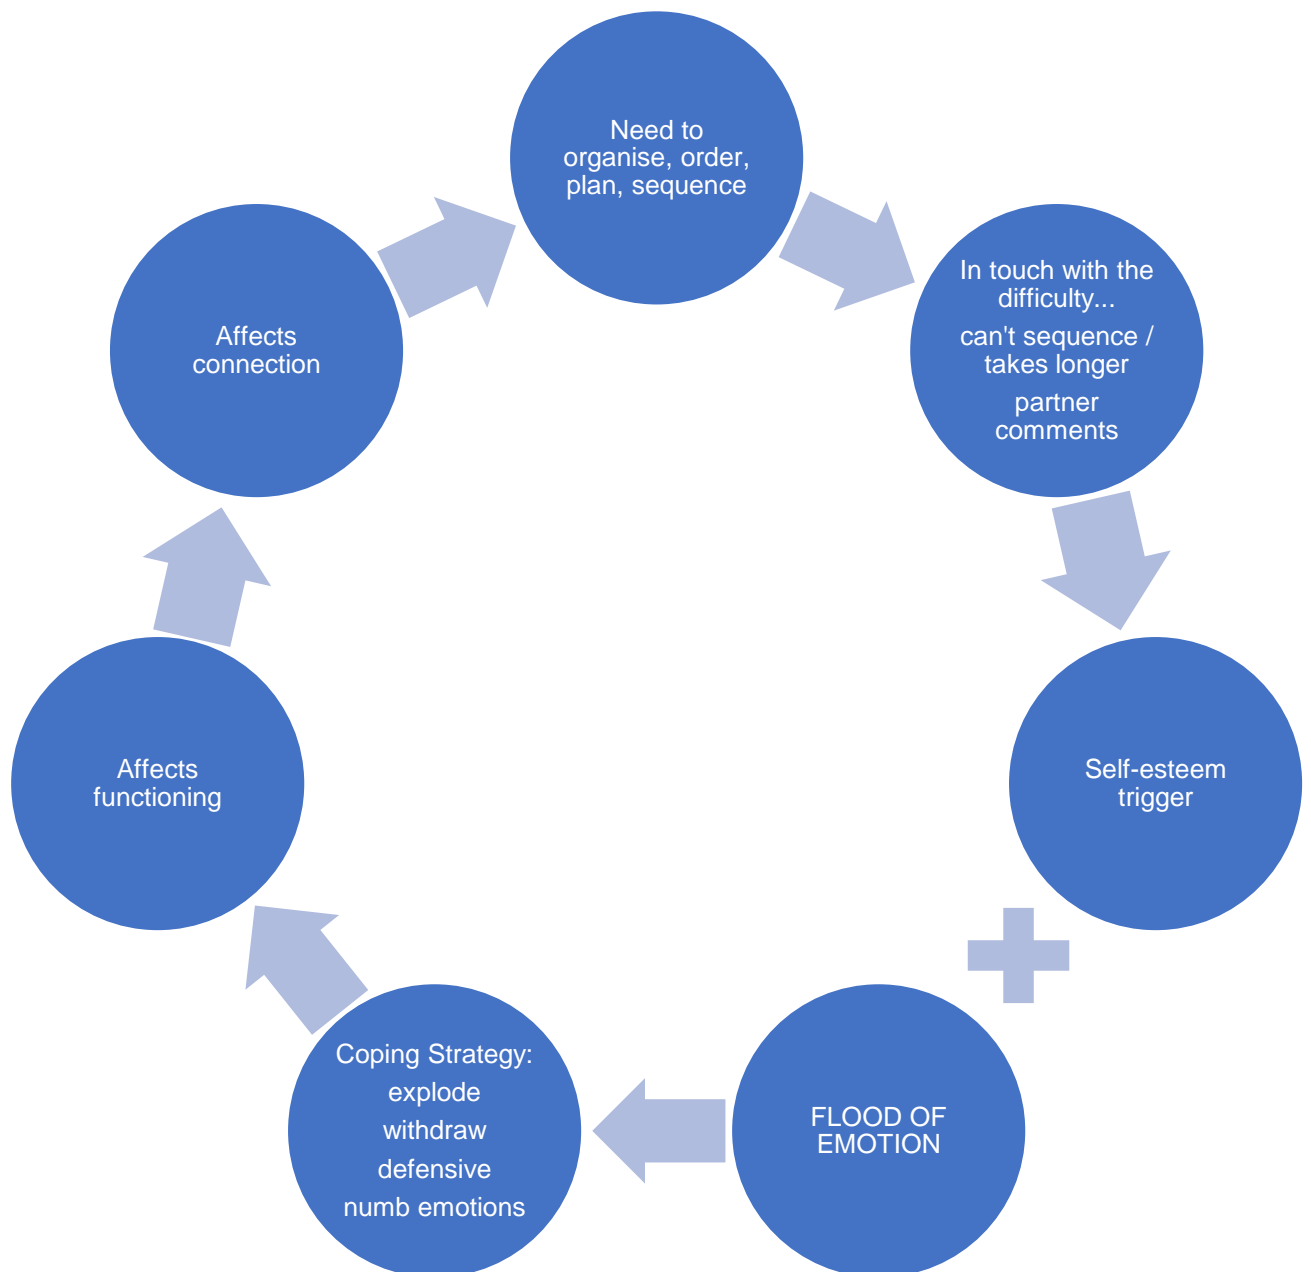 Need to
organise, order,
plan, sequence
In touch with the
difficulty...
can't sequence /
takes longer
partner
comments
Self-esteem
trigger
FLOOD OF
EMOTION
Coping Strategy:
explode
withdraw
defensive
numb emotions
Affects
functioning
Affects
connection